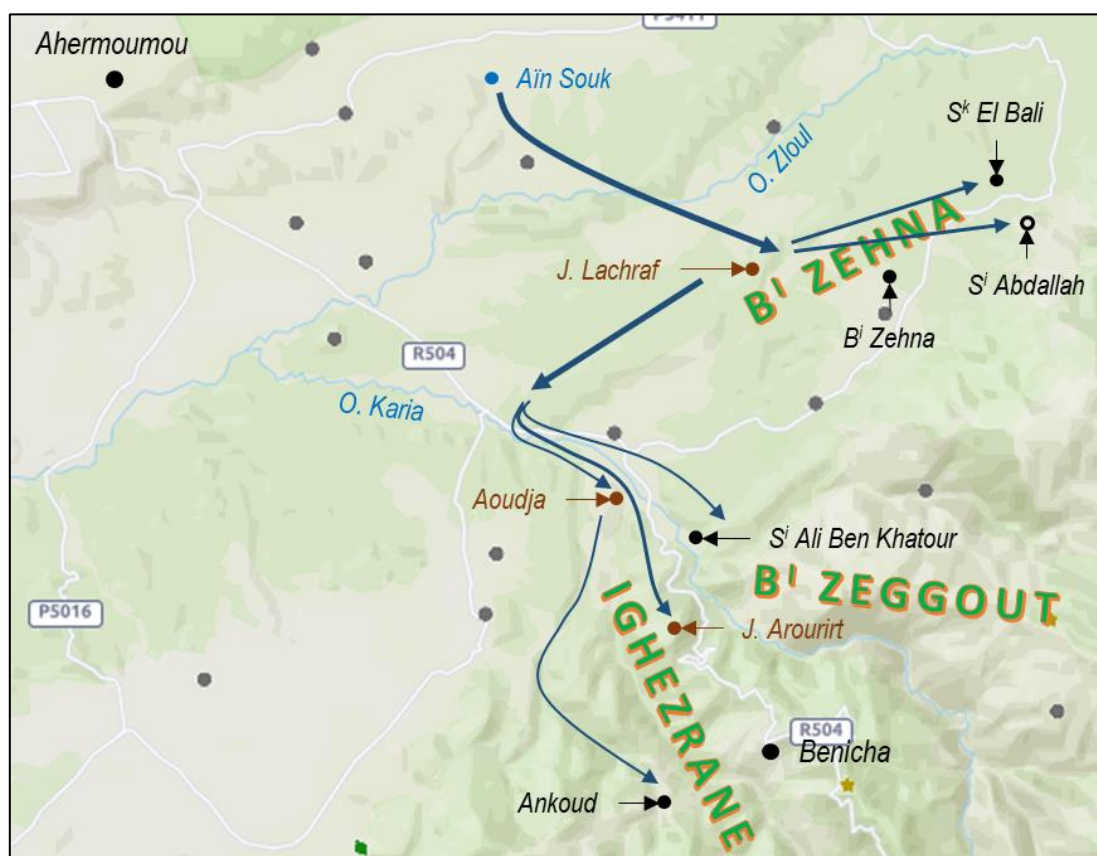 Ahermoumou
Aïn Souk
Sᵏ El Bali
O. Zloul
J. Lachraf
Bᴵ ZEHNA
Sⁱ Abdallah
Bⁱ Zehna
R504
O. Karia
Aoudja
Sⁱ Ali Ben Khatour
Bᴵ ZEGGOUT
P5016
IGHEZRANE
J. Arourirt
R504
Benicha
Ankoud